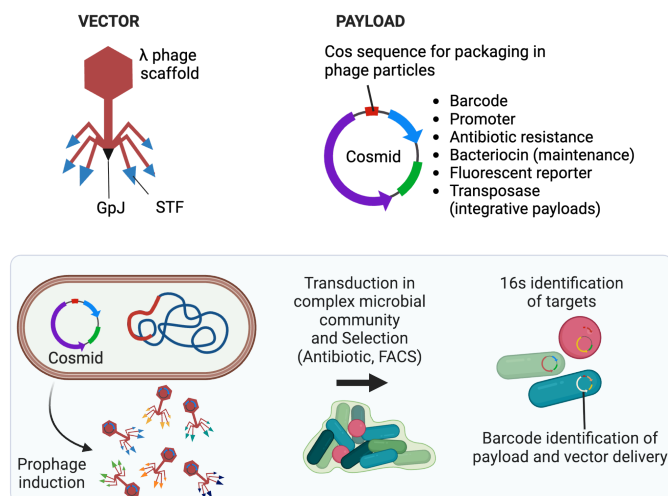 VECTOR
λ phage
scaffold
GpJ
STF
PAYLOAD
Cos sequence for packaging in
phage particles
Cosmid
• Barcode
• Promoter
• Antibiotic resistance
• Bacteriocin (maintenance)
• Fluorescent reporter
• Transposase
(integrative payloads)
Cosmid
Prophage
induction
Transduction in
complex microbial
community
and Selection
(Antibiotic, FACS)
16s identification
of targets
Barcode identification of
payload and vector delivery